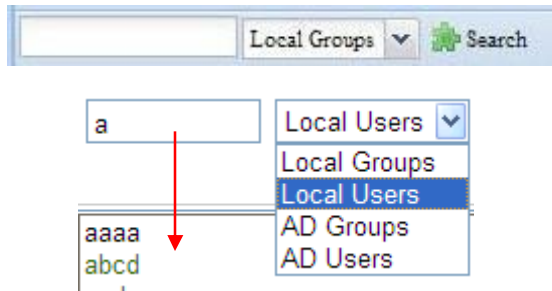 Local Groups Search
a Local Users
Local Groups
Local Users
AD Groups
AD Users
aaaa
abcd